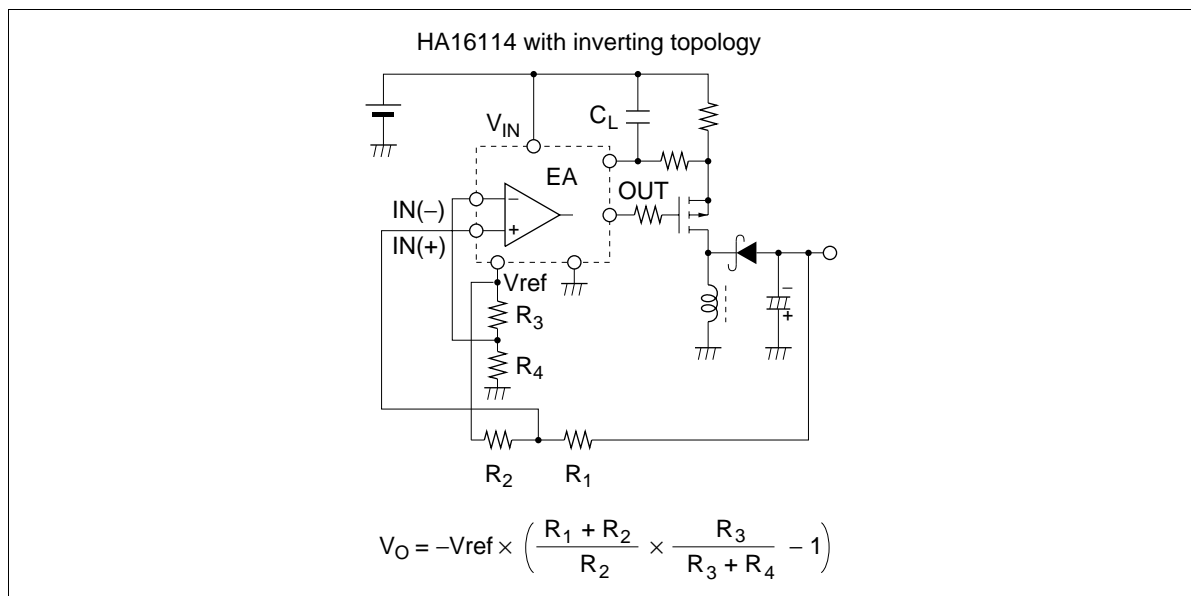 HA16114 with inverting topology
C_L
V_IN
EA
OUT
IN(−)
− +
IN(+)
Vref
−
+
R_3
R_4
R_2 R_1
V_O = −Vref × ( (R_1 + R_2) / R_2 × R_3 / (R_3 + R_4) − 1 )